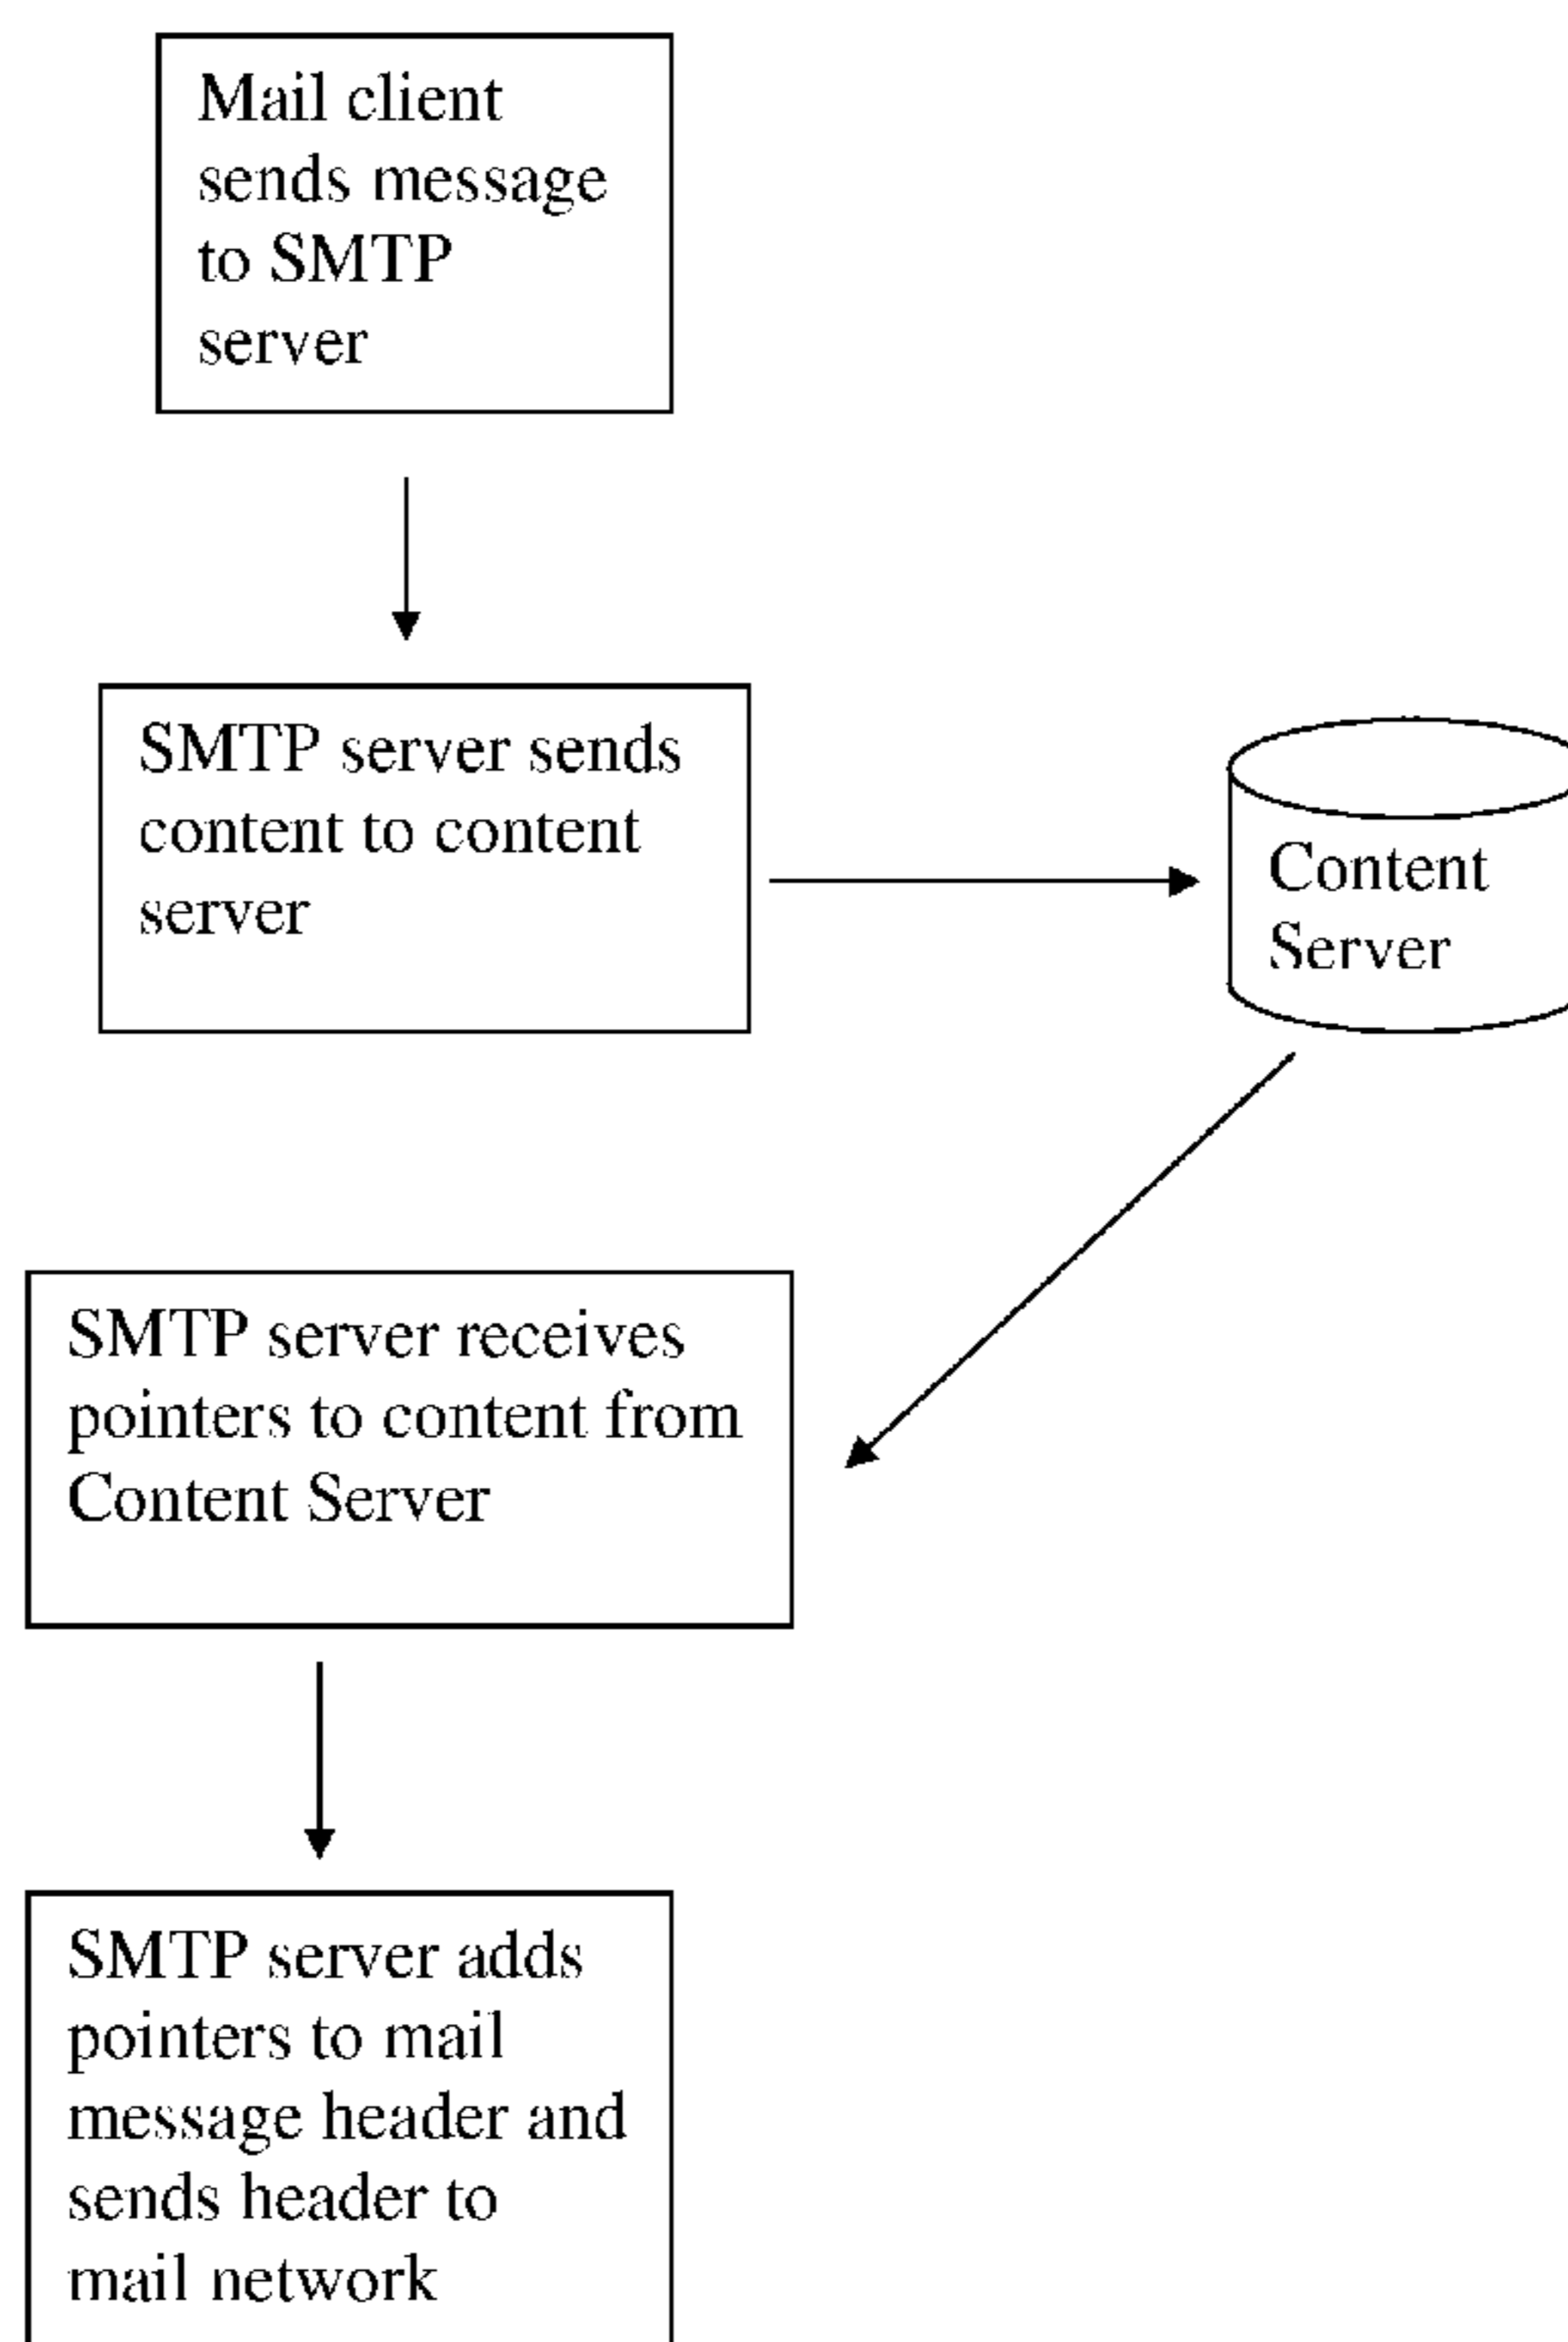 Mail client
sends message
to SMTP
server
SMTP server sends
content to content
server
Content
Server
SMTP server receives
pointers to content from
Content Server
SMTP server adds
pointers to mail
message header and
sends header to
mail network